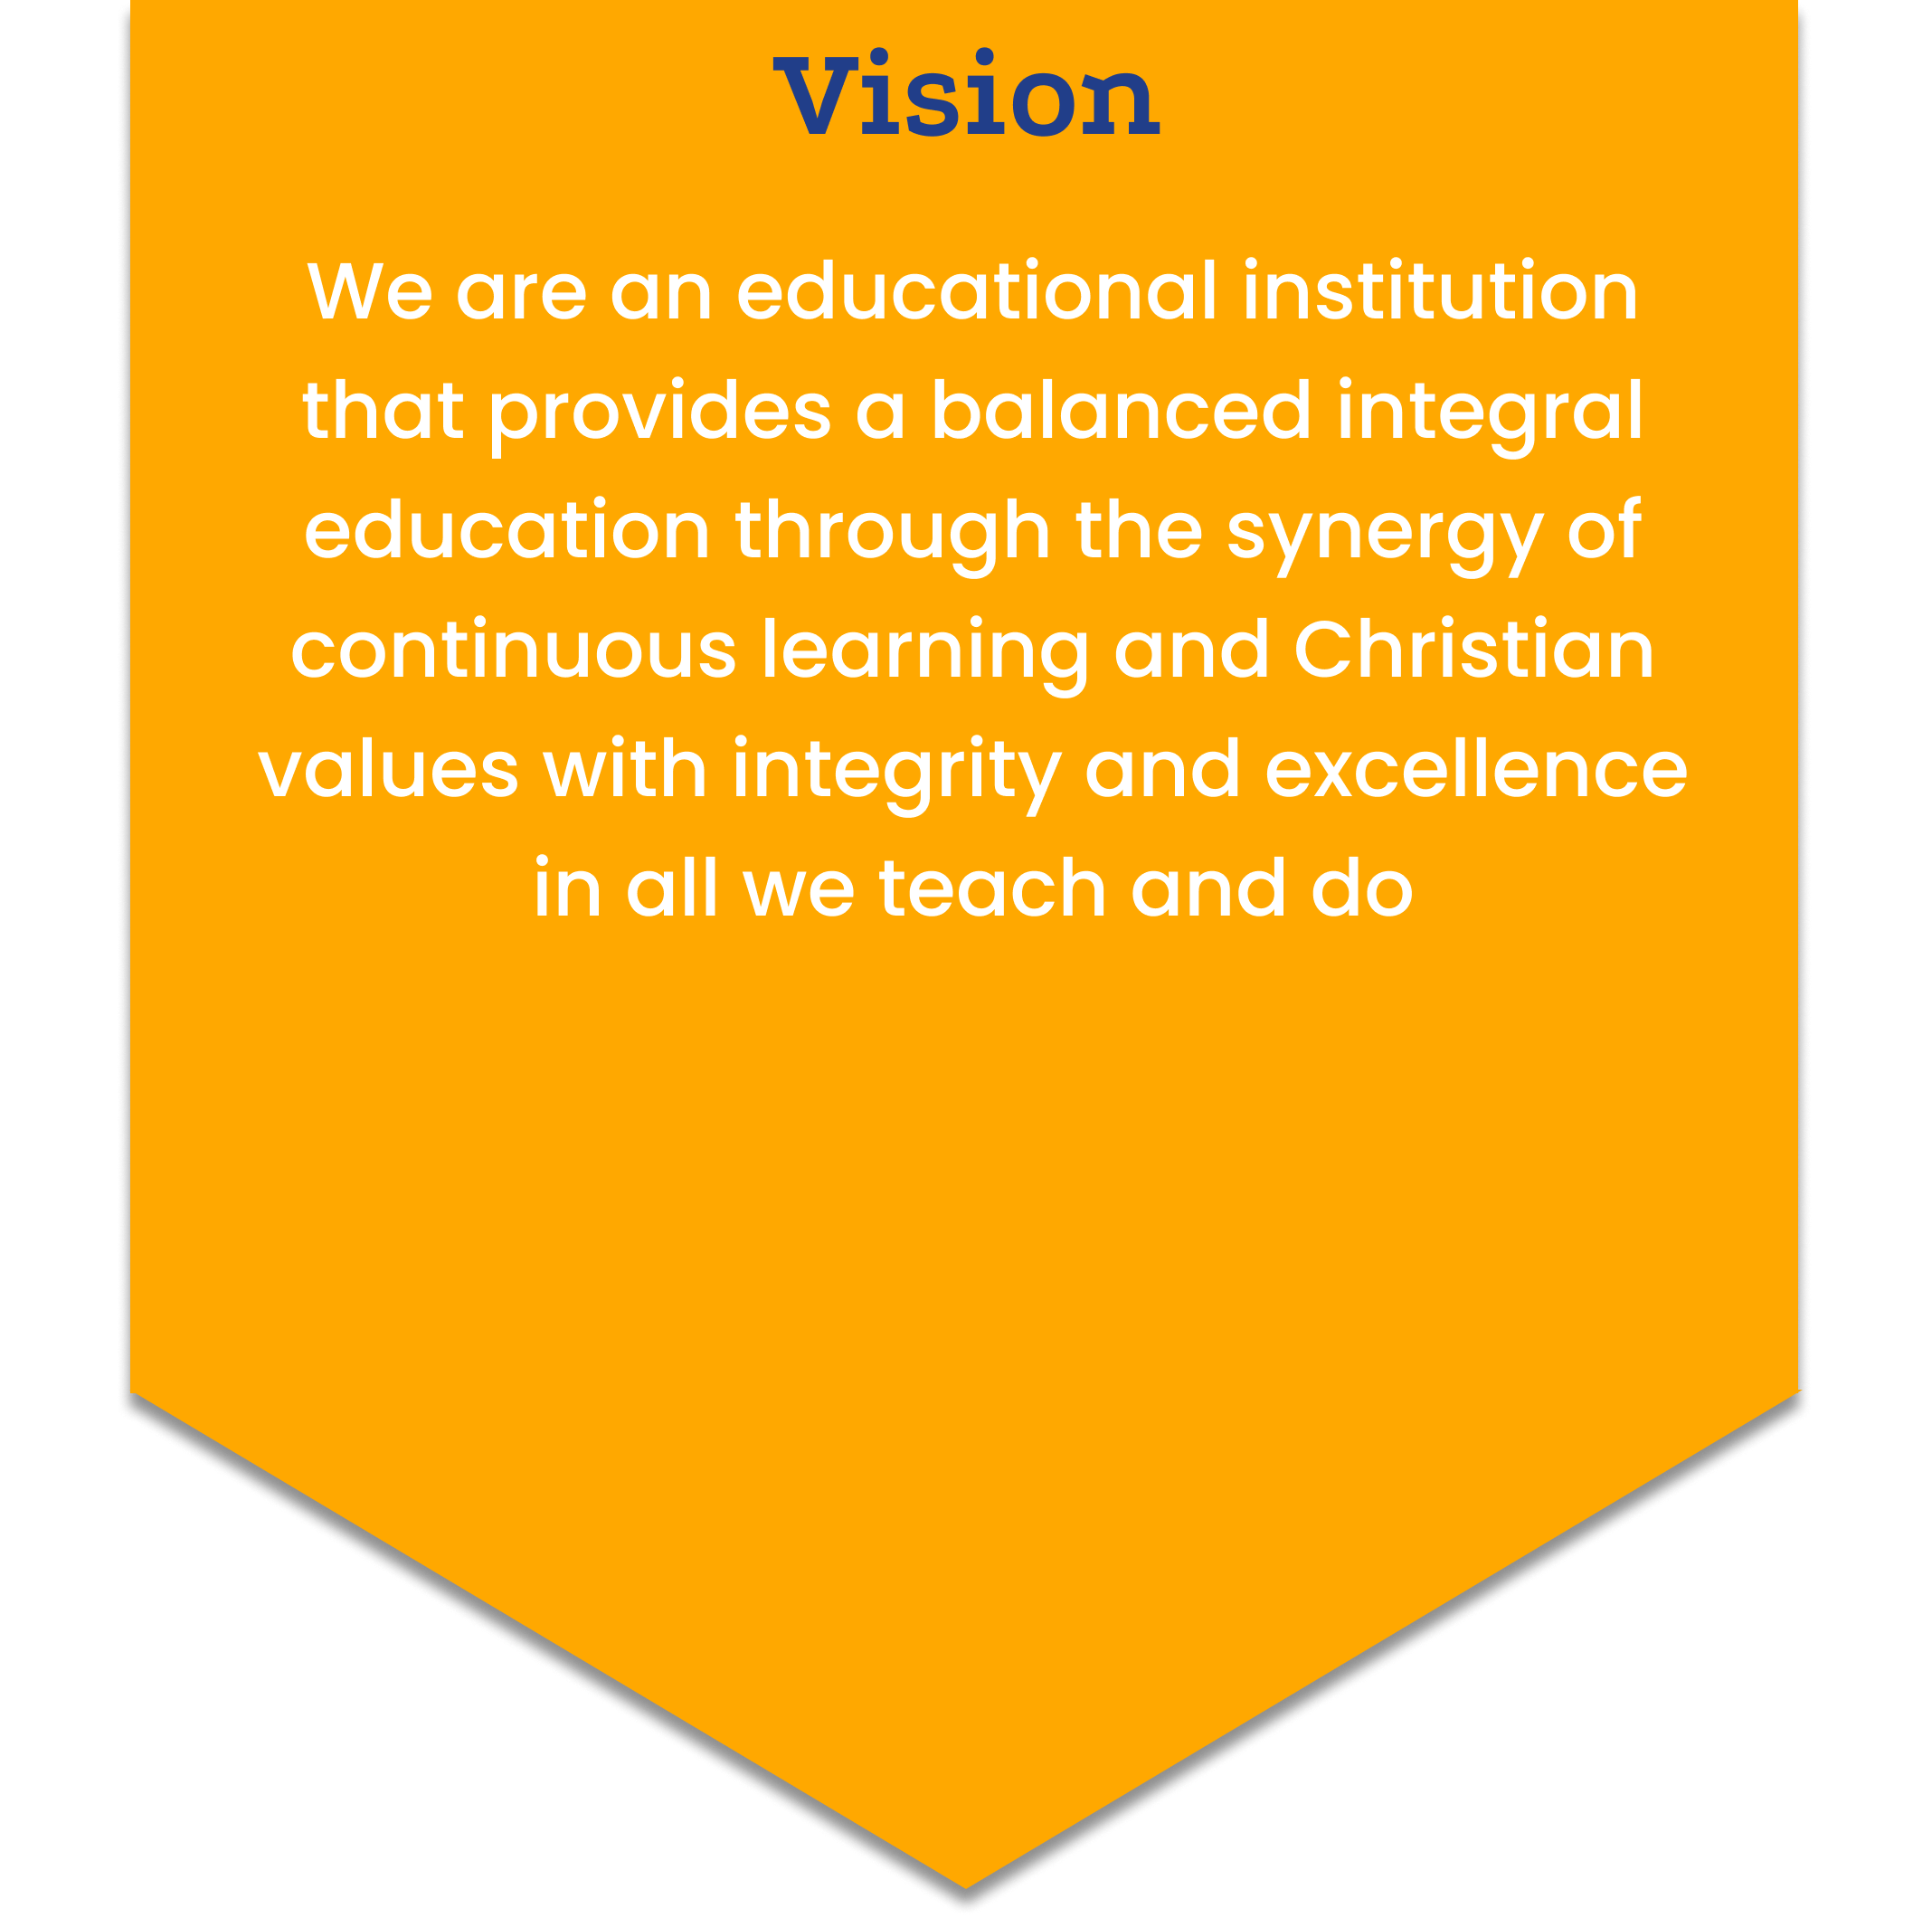 Vision
We are an educational institution
that provides a balanced integral
education through the synergy of
continuous learning and Christian
values with integrity and excellence
in all we teach and do